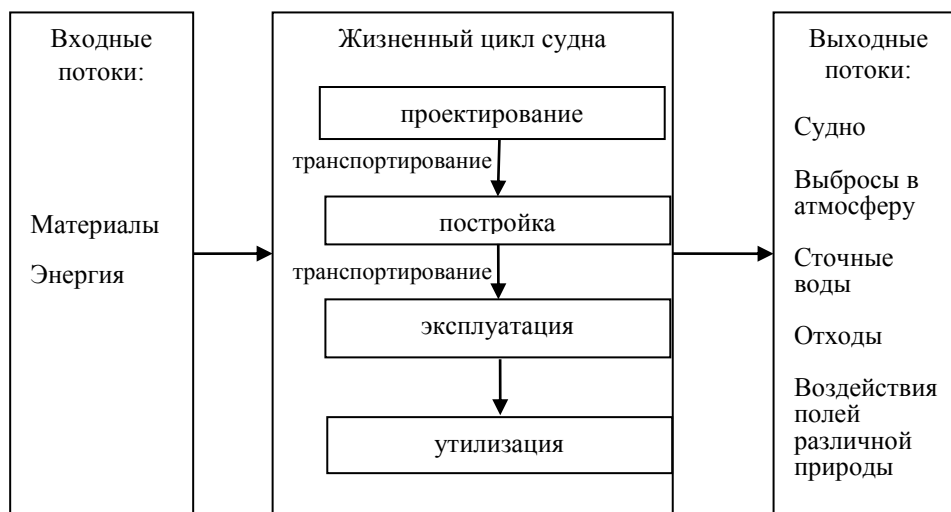 Входные
потоки:
Материалы
Энергия
Жизненный цикл судна
проектирование
транспортирование
постройка
транспортирование
эксплуатация
утилизация
Выходные
потоки:
Судно
Выбросы в
атмосферу
Сточные
воды
Отходы
Воздействия
полей
различной
природы